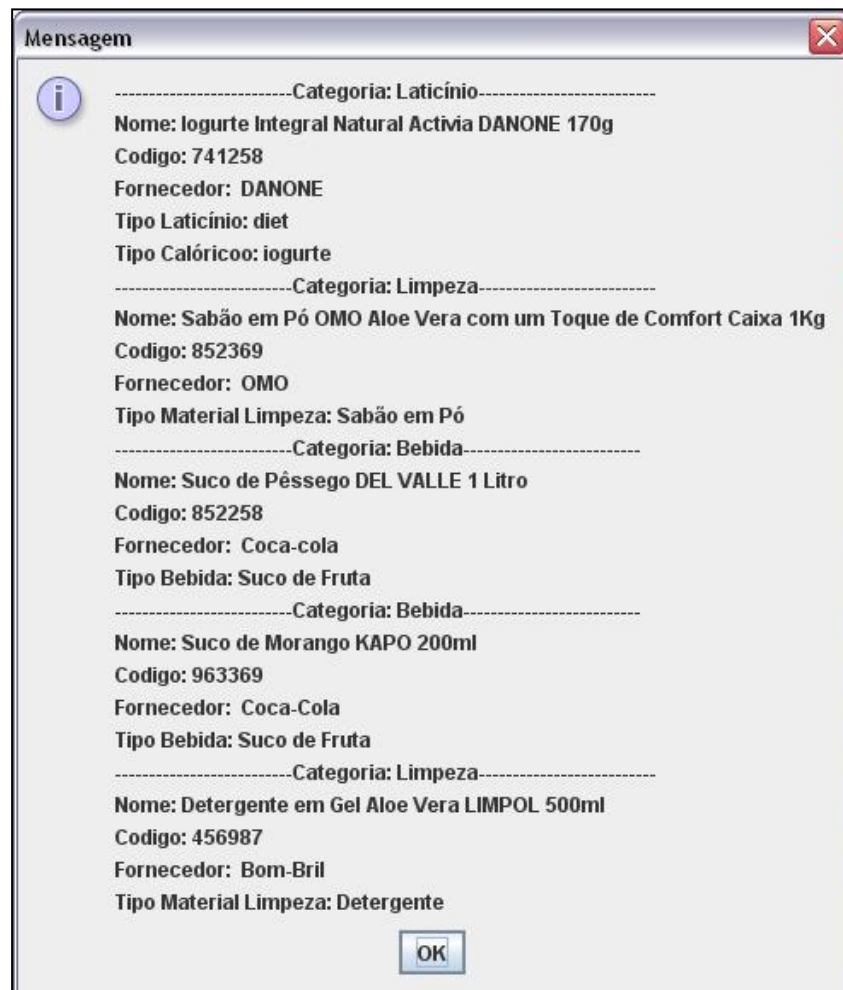 Mensagem
--------------------------Categoria: Laticínio--------------------------
Nome: Iogurte Integral Natural Activia DANONE 170g
Codigo: 741258
Fornecedor:  DANONE
Tipo Laticínio: diet
Tipo Calóricoo: iogurte
--------------------------Categoria: Limpeza--------------------------
Nome: Sabão em Pó OMO Aloe Vera com um Toque de Comfort Caixa 1Kg
Codigo: 852369
Fornecedor:  OMO
Tipo Material Limpeza: Sabão em Pó
--------------------------Categoria: Bebida--------------------------
Nome: Suco de Pêssego DEL VALLE 1 Litro
Codigo: 852258
Fornecedor:  Coca-cola
Tipo Bebida: Suco de Fruta
--------------------------Categoria: Bebida--------------------------
Nome: Suco de Morango KAPO 200ml
Codigo: 963369
Fornecedor:  Coca-Cola
Tipo Bebida: Suco de Fruta
--------------------------Categoria: Limpeza--------------------------
Nome: Detergente em Gel Aloe Vera LIMPOL 500ml
Codigo: 456987
Fornecedor:  Bom-Bril
Tipo Material Limpeza: Detergente
OK